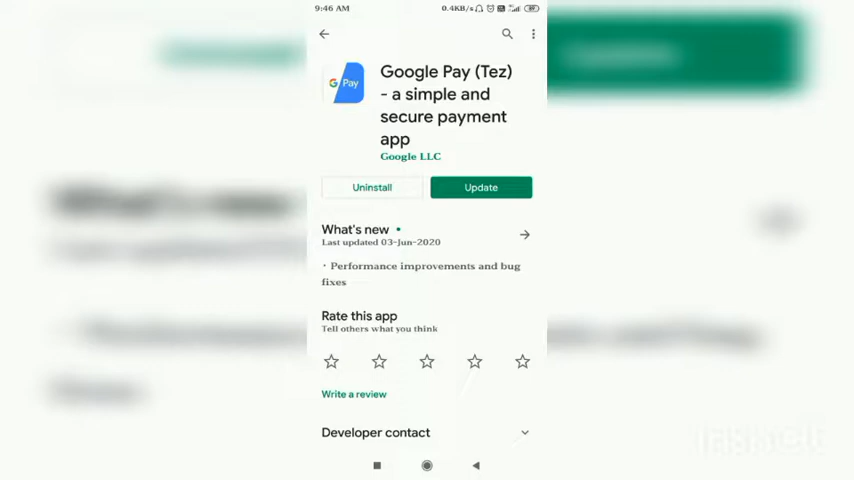 9:46 AM
0.4KB/s
89
Google Pay (Tez)
- a simple and
secure payment
app
G Pay
Google LLC
Uninstall
Update
What's new
Last updated 03-Jun-2020
· Performance improvements and bug
fixes
Rate this app
Tell others what you think
Write a review
Developer contact